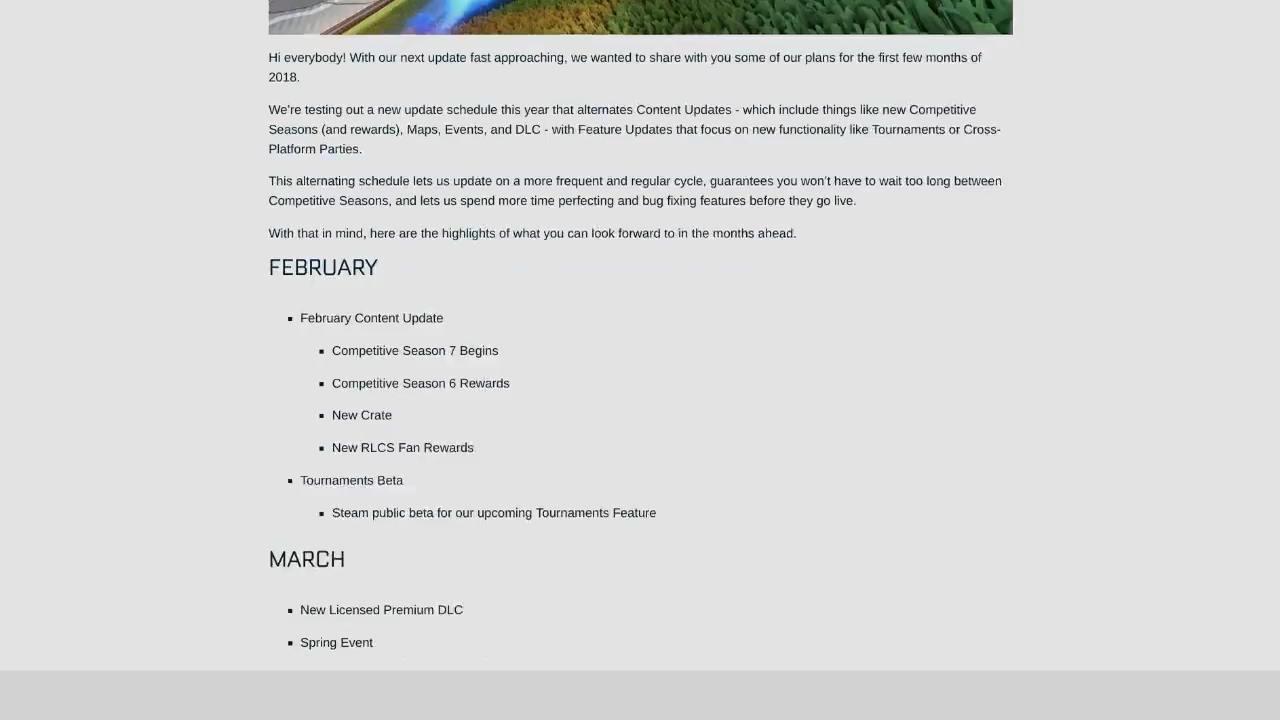 Hi everybody! With our next update fast approaching, we wanted to share with you some of our plans for the first few months of
2018.
We're testing out a new update schedule this year that alternates Content Updates - which include things like new Competitive
Seasons (and rewards), Maps, Events, and DLC - with Feature Updates that focus on new functionality like Tournaments or Cross-
Platform Parties.
This alternating schedule lets us update on a more frequent and regular cycle, guarantees you won't have to wait too long between
Competitive Seasons, and lets us spend more time perfecting and bug fixing features before they go live.
With that in mind, here are the highlights of what you can look forward to in the months ahead.
FEBRUARY
February Content Update
Competitive Season 7 Begins
Competitive Season 6 Rewards
New Crate
New RLCS Fan Rewards
Tournaments Beta
Steam public beta for our upcoming Tournaments Feature
MARCH
New Licensed Premium DLC
Spring Event